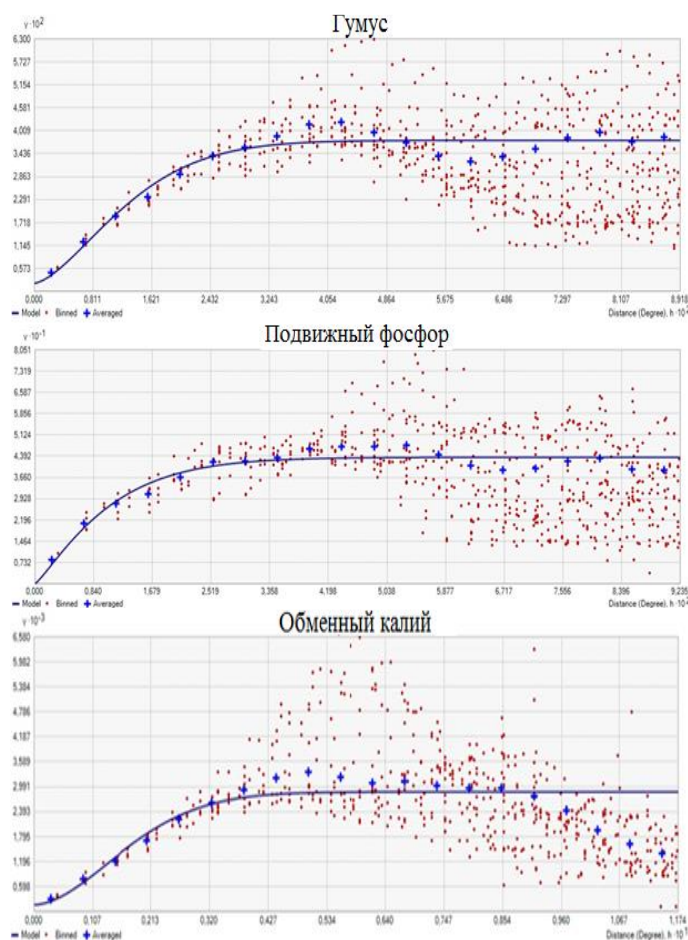 Гумус
γ·10²
6.300
5.727
5.154
4.581
4.009
3.436
2.863
2.291
1.718
1.145
0.573
0.000 0.811 1.621 2.432 3.243 4.054 4.864 5.675 6.486 7.297 8.107 8.918
Model Binned Averaged Distance (Degree), h·10²
Подвижный фосфор
γ·10⁻¹
8.051
7.319
6.587
5.856
5.124
4.392
3.660
2.928
2.196
1.464
0.732
0.000 0.840 1.679 2.519 3.358 4.198 5.038 5.877 6.717 7.556 8.396 9.235
Model Binned Averaged Distance (Degree), h·10²
Обменный калий
γ·10⁻³
6.580
5.982
5.384
4.786
4.187
3.589
2.991
2.393
1.795
1.196
0.598
0.000 0.107 0.213 0.320 0.427 0.534 0.640 0.747 0.854 0.960 1.067 1.174
Model Binned Averaged Distance (Degree), h·10¹